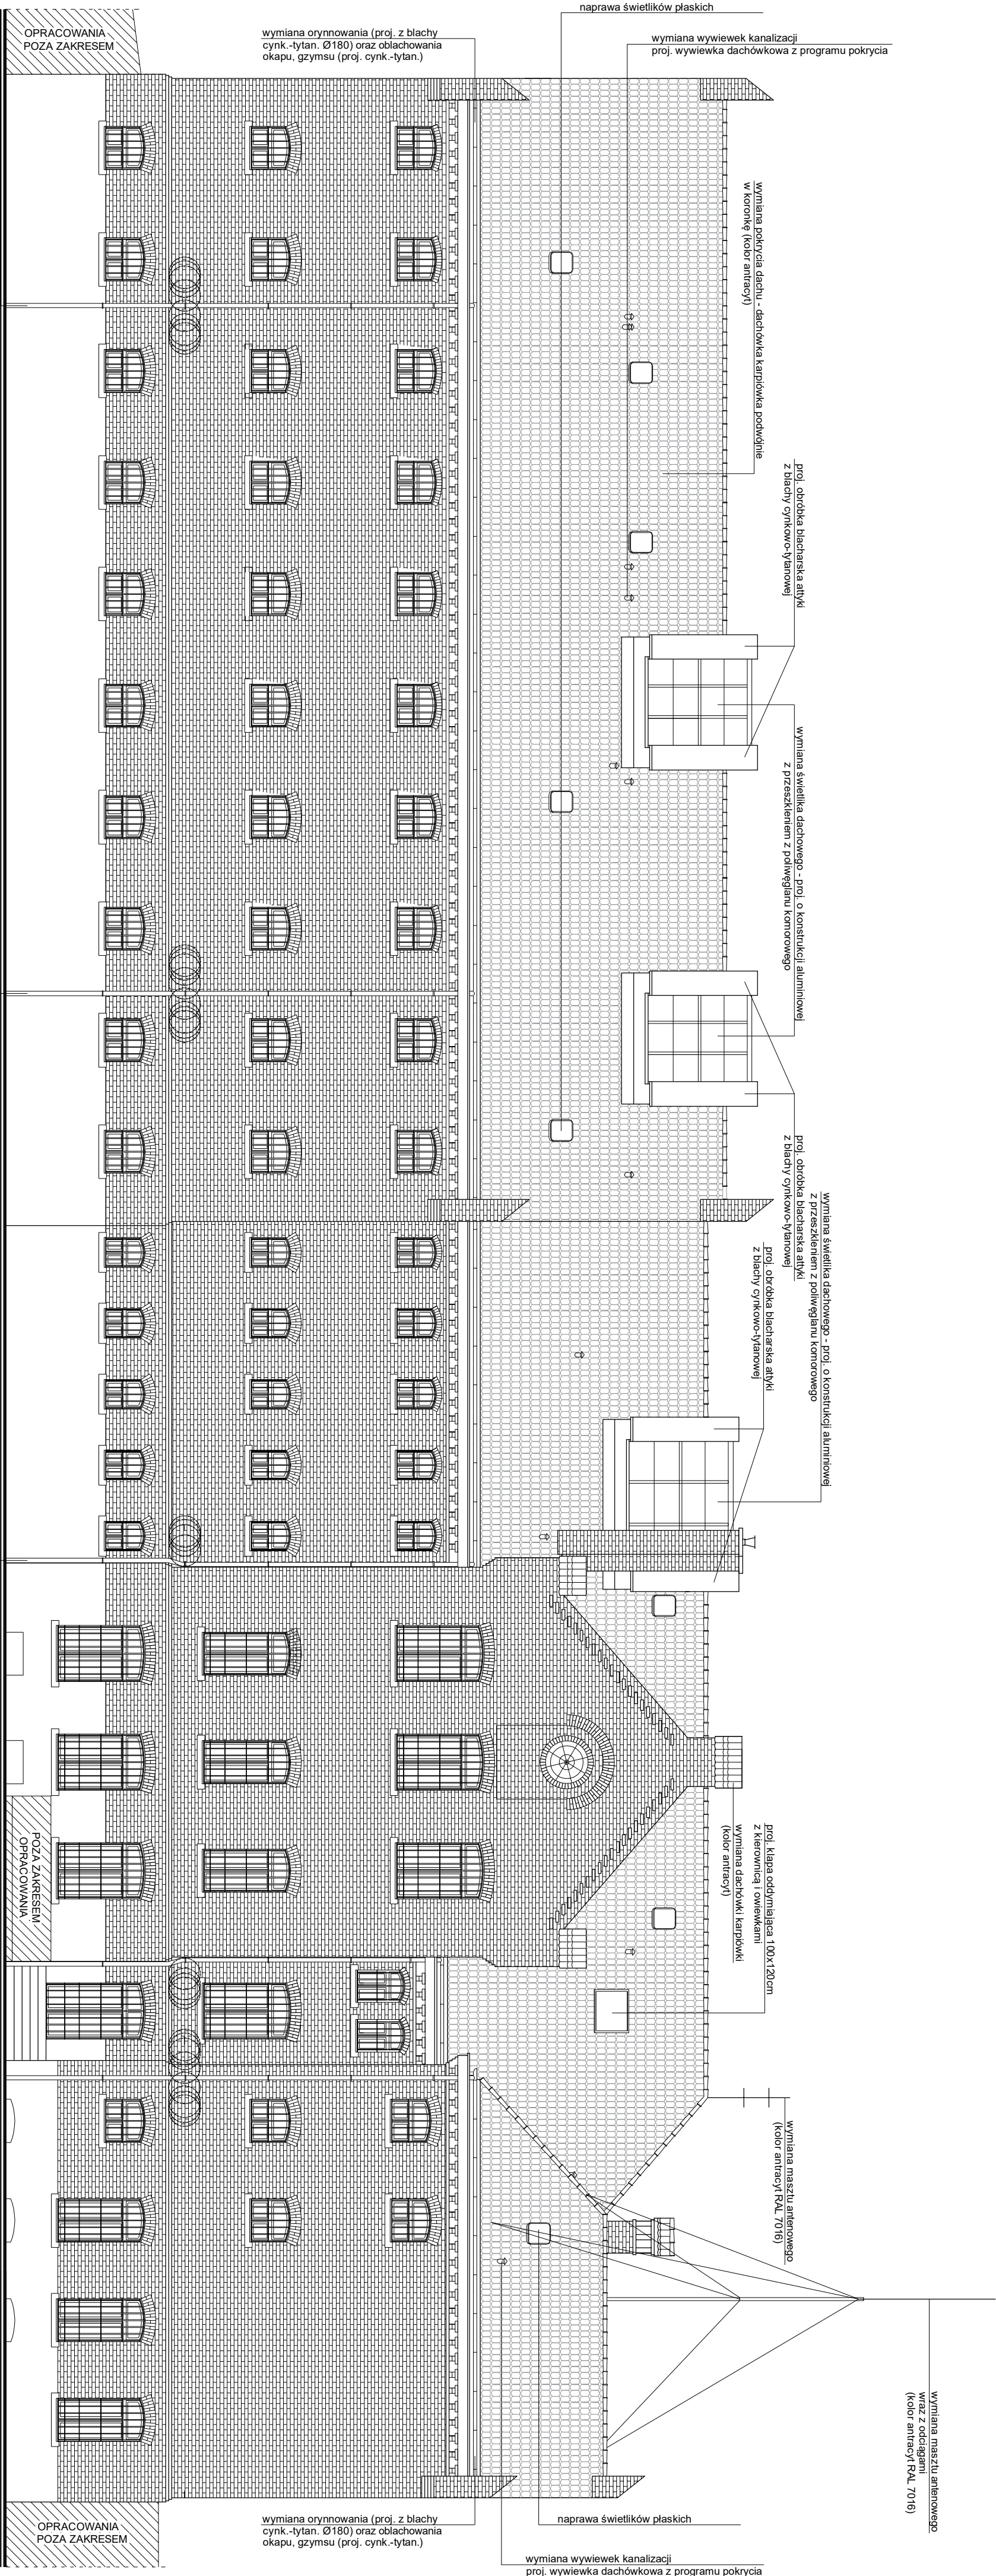 naprawa świetlików płaskich
OPRACOWANIA
POZA ZAKRESEM
wymiana orynnowania (proj. z blachy
cynk.-tytan. Ø180) oraz oblachowania
okapu, gzymsu (proj. cynk.-tytan.)
wymiana wywiewek kanalizacji
proj. wywiewka dachówkowa z programu pokrycia
wymiana pokrycia dachu - dachówka karpiówka podwójnie
w koronkę (kolor antracyt)
proj. obróbka blacharska attyki
z blachy cynkowo-tytanowej
wymiana świetlika dachowego - proj. o konstrukcji aluminiowej
z przeszkleniem z poliwęglanu komorowego
proj. obróbka blacharska attyki
z blachy cynkowo-tytanowej
wymiana świetlika dachowego - proj. o konstrukcji aluminiowej
z przeszkleniem z poliwęglanu komorowego
proj. obróbka blacharska attyki
z blachy cynkowo-tytanowej
proj. klapa oddymiająca 100x120cm
z kierownicą i owiewkami
wymiana dachówki karpiówki
(kolor antracyt)
POZA ZAKRESEM
OPRACOWANIA
wymiana masztu antenowego
(kolor antracyt RAL 7016)
wymiana masztu antenowego
wraz z odciągami
(kolor antracyt RAL 7016)
OPRACOWANIA
POZA ZAKRESEM
wymiana orynnowania (proj. z blachy
cynk.-tytan. Ø180) oraz oblachowania
okapu, gzymsu (proj. cynk.-tytan.)
naprawa świetlików płaskich
wymiana wywiewek kanalizacji
proj. wywiewka dachówkowa z programu pokrycia